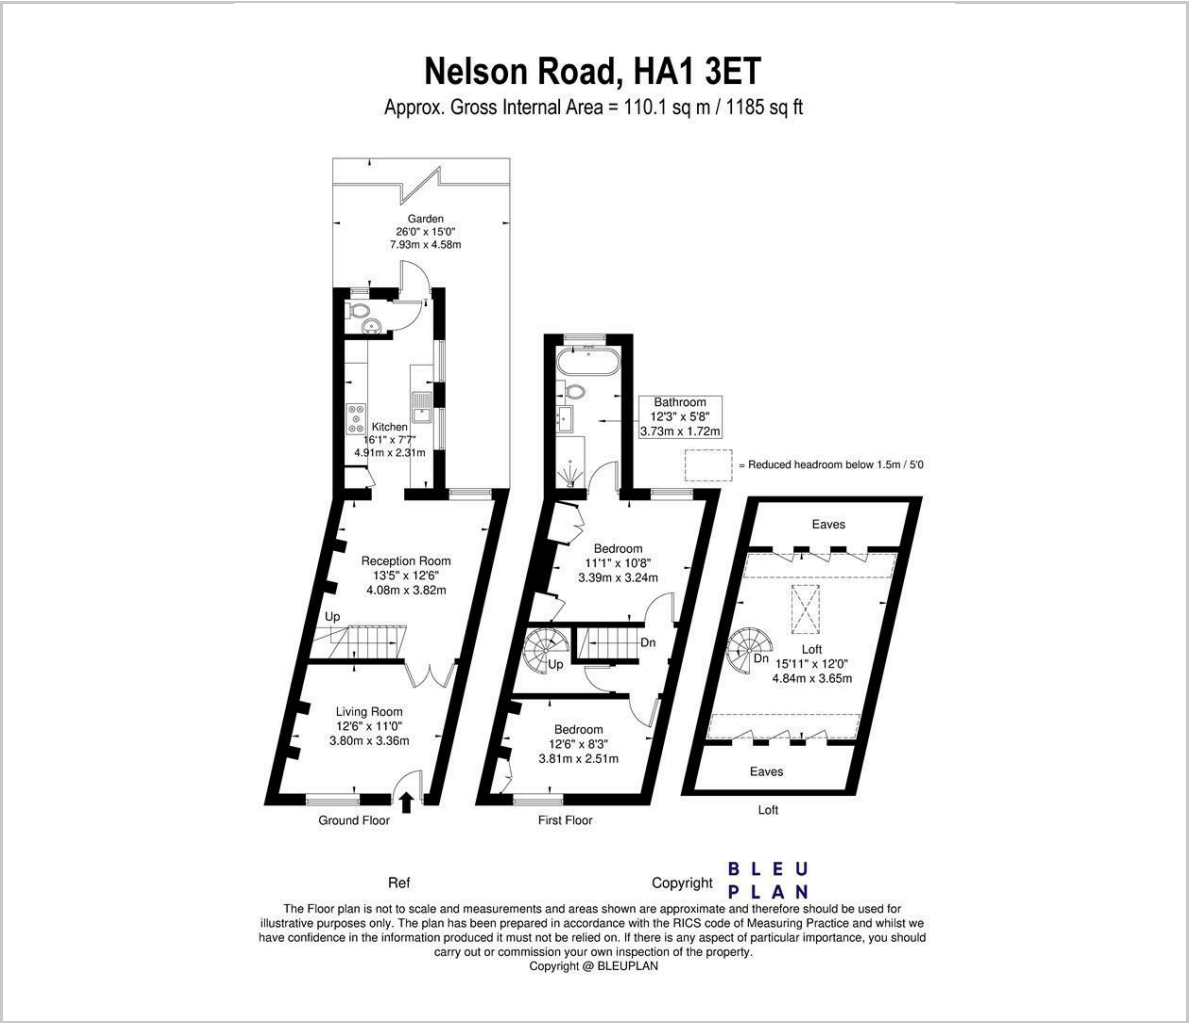 Nelson Road, HA1 3ET
Approx. Gross Internal Area = 110.1 sq m / 1185 sq ft
Garden
26'0" x 15'0"
7.93m x 4.58m
Kitchen
16'1" x 7'7"
4.91m x 2.31m
Reception Room
13'5" x 12'6"
4.08m x 3.82m
Up
Living Room
12'6" x 11'0"
3.80m x 3.36m
Ground Floor
Bathroom
12'3" x 5'8"
3.73m x 1.72m
Bedroom
11'1" x 10'8"
3.39m x 3.24m
Dn
Up
Bedroom
12'6" x 8'3"
3.81m x 2.51m
First Floor
= Reduced headroom below 1.5m / 5'0
Eaves
Loft
15'11" x 12'0"
4.84m x 3.65m
Dn
Eaves
Loft
Ref
Copyright
BLEU
PLAN
The Floor plan is not to scale and measurements and areas shown are approximate and therefore should be used for
illustrative purposes only. The plan has been prepared in accordance with the RICS code of Measuring Practice and whilst we
have confidence in the information produced it must not be relied on. If there is any aspect of particular importance, you should
carry out or commission your own inspection of the property.
Copyright @ BLEUPLAN